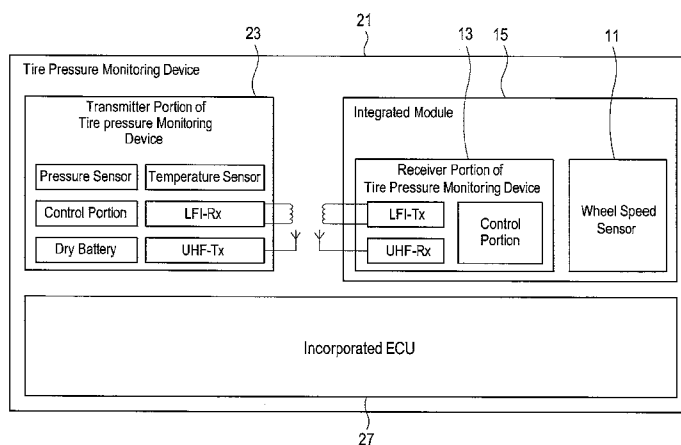 21
23
13
15
11
Tire Pressure Monitoring Device
Transmitter Portion of
Tire pressure Monitoring
Device
Pressure Sensor
Temperature Sensor
Control Portion
LFI-Rx
Dry Battery
UHF-Tx
Integrated Module
Receiver Portion of
Tire Pressure Monitoring Device
LFI-Tx
UHF-Rx
Control
Portion
Wheel Speed
Sensor
Incorporated ECU
27